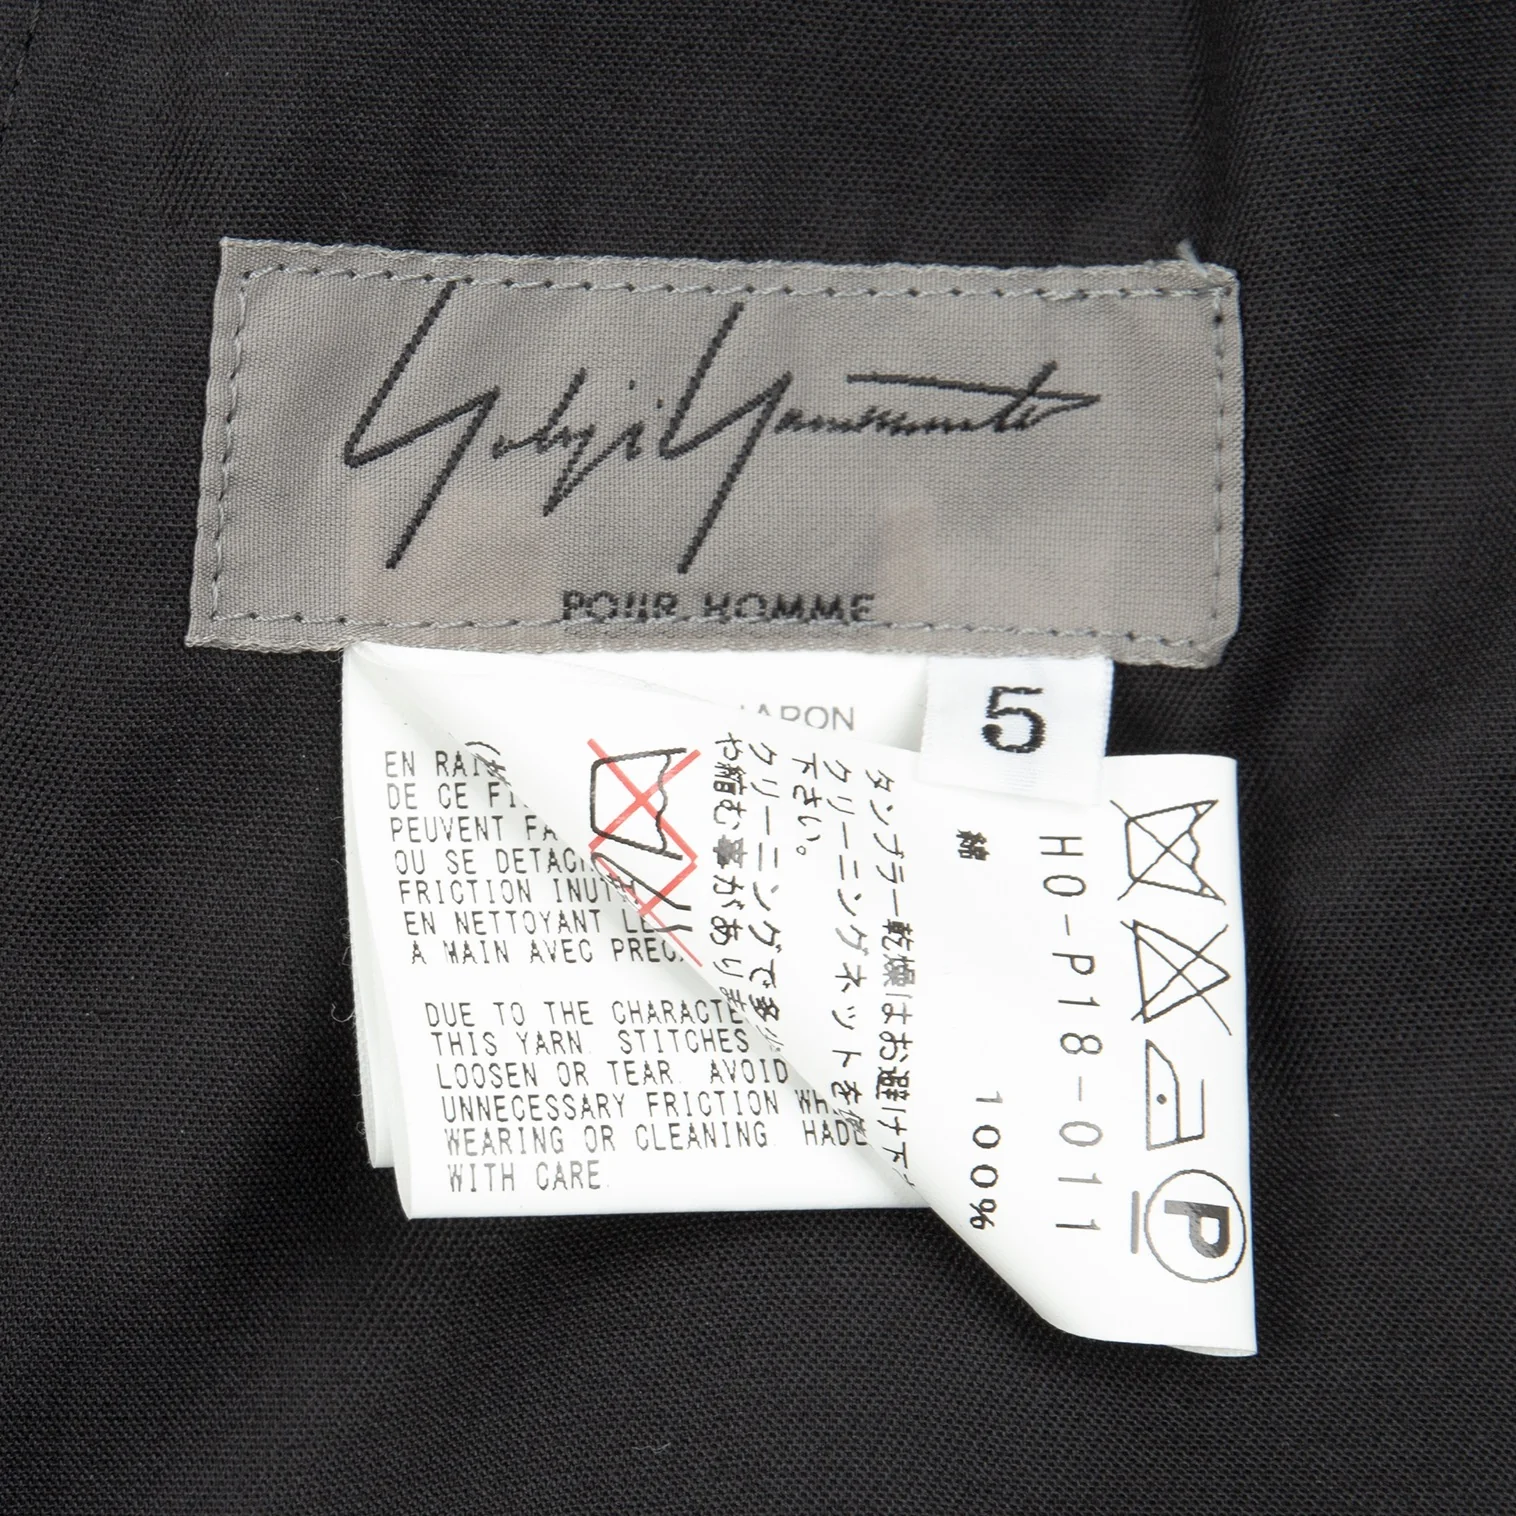 Yohji Yamamoto
POUR HOMME
5
JAPON
EN RAIS
DE CE FI
PEUVENT FA
OU SE DETACH
FRICTION INUTI
EN NETTOYANT LE
A MAIN AVEC PREC
DUE TO THE CHARACTE
THIS YARN. STITCHES
LOOSEN OR TEAR. AVOID
UNNECESSARY FRICTION WH
WEARING OR CLEANING. HADE
WITH CARE.
P
H0-P18-011
綿 100%
タンブラー乾燥はお避け下
クリーニングネットを使
下さい。
クリーニングで多少
や縮む事がありま